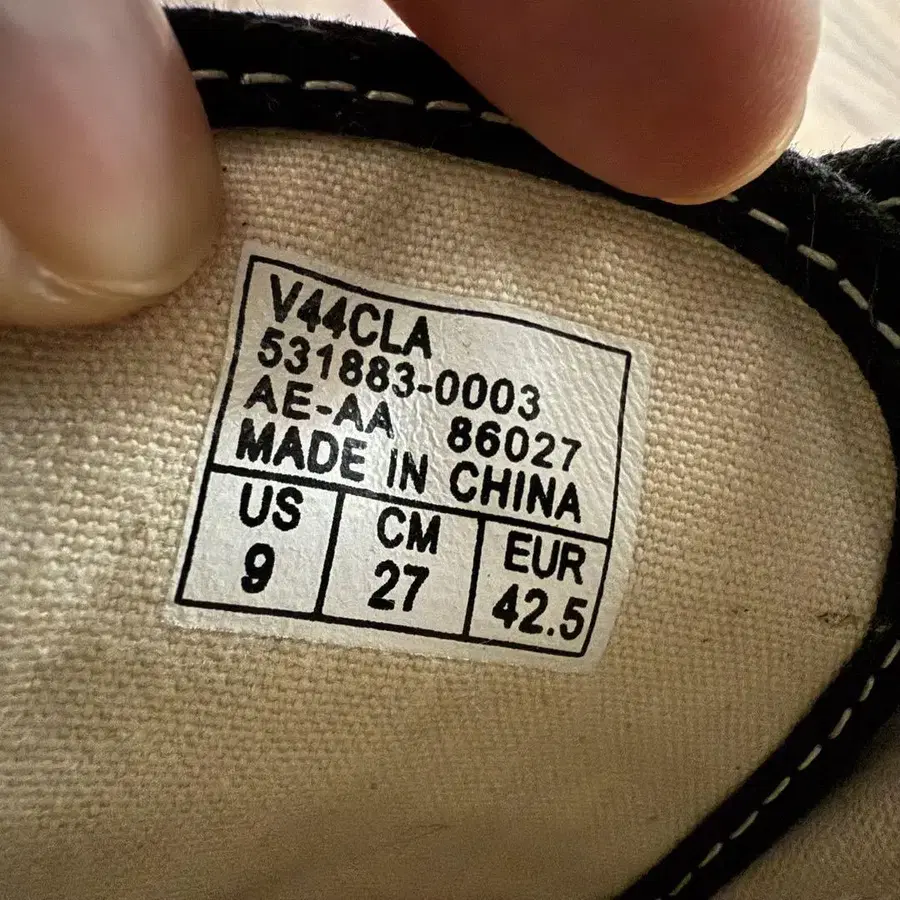 V44CLA
531883-0003
AE-AA 86027
MADE IN CHINA
US CM EUR
9 27 42.5